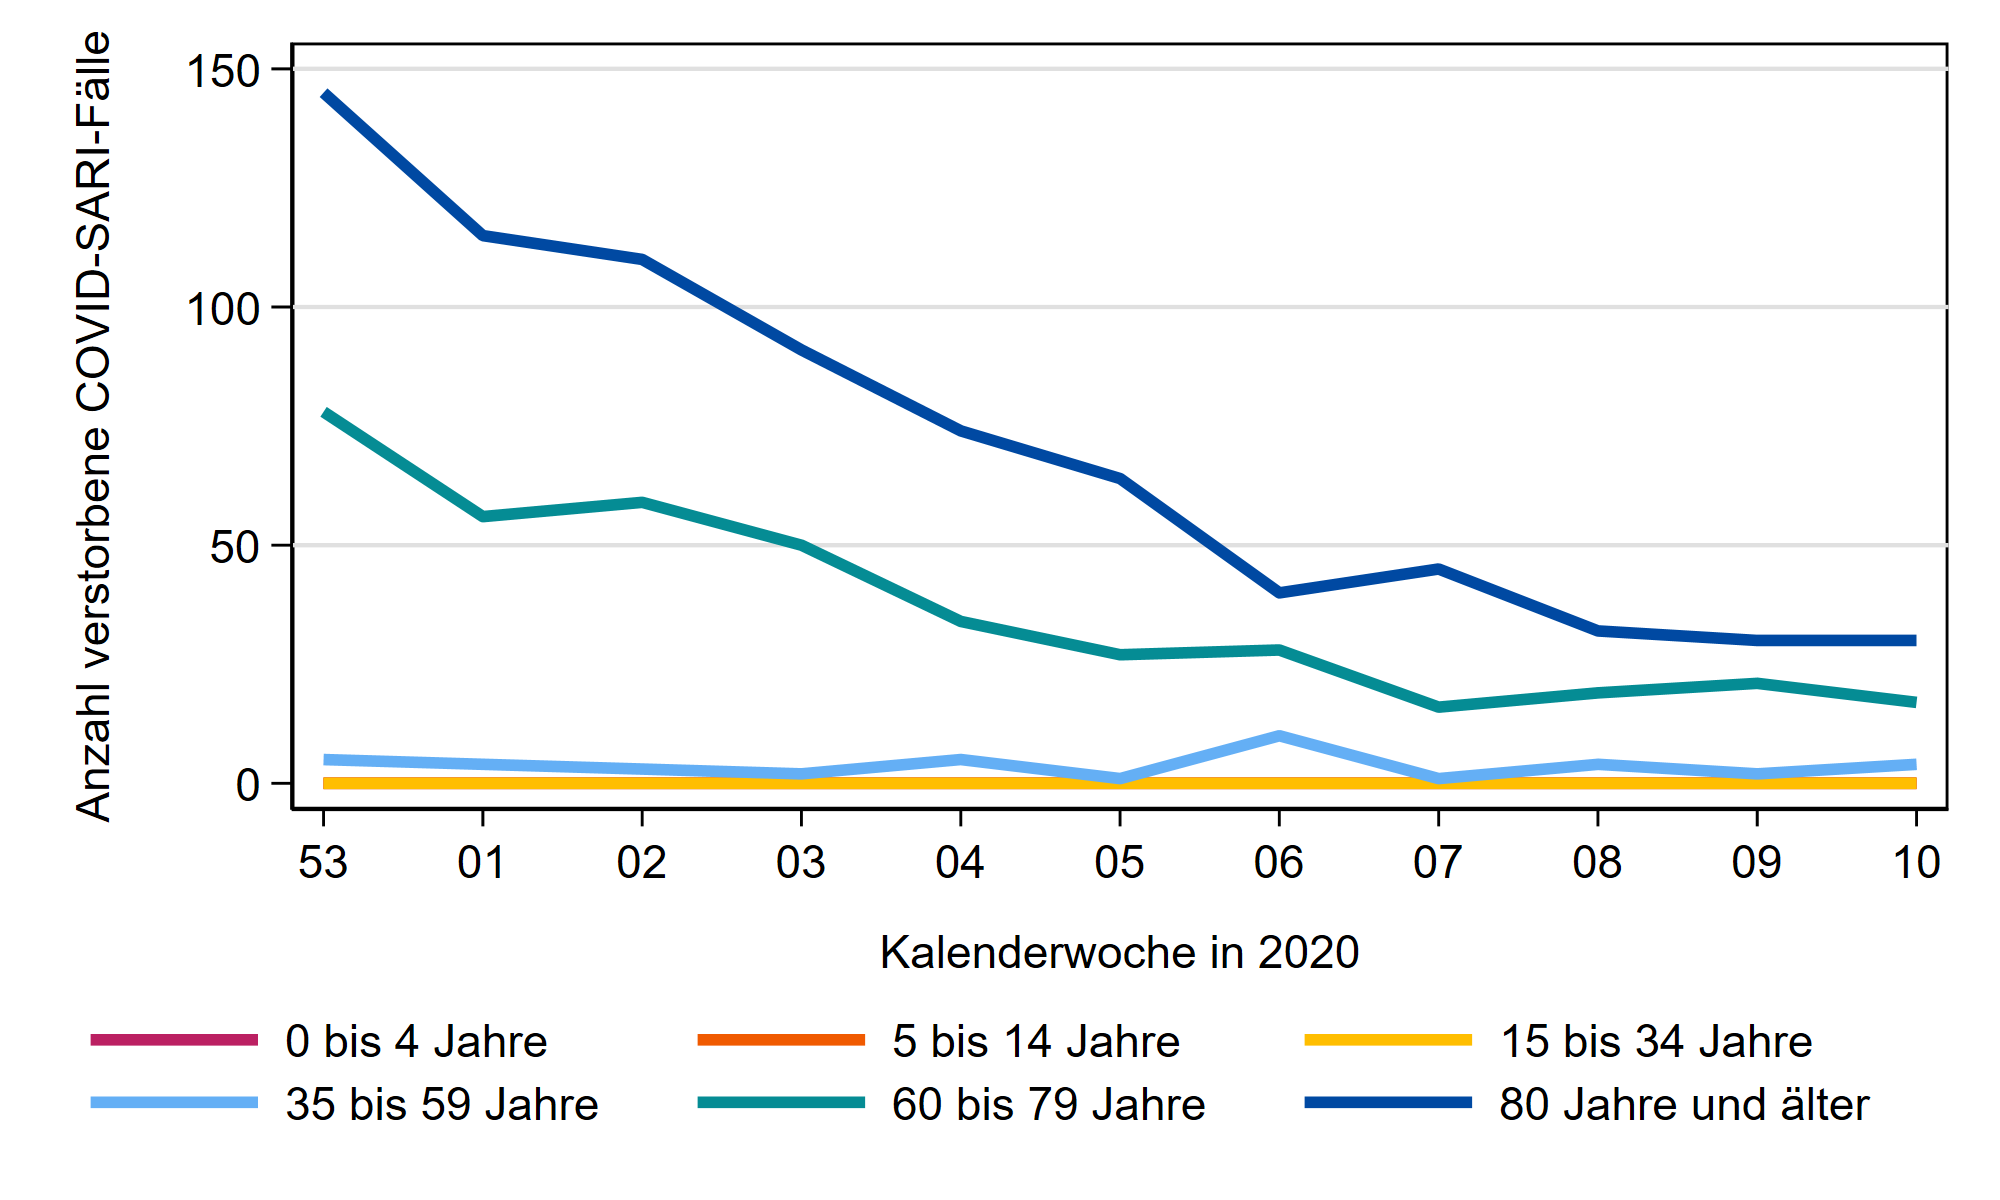 Anzahl verstorbene COVID-SARI-Fälle
150
100
50
0
53 01 02 03 04 05 06 07 08 09 10
Kalenderwoche in 2020
0 bis 4 Jahre 5 bis 14 Jahre 15 bis 34 Jahre
35 bis 59 Jahre 60 bis 79 Jahre 80 Jahre und älter